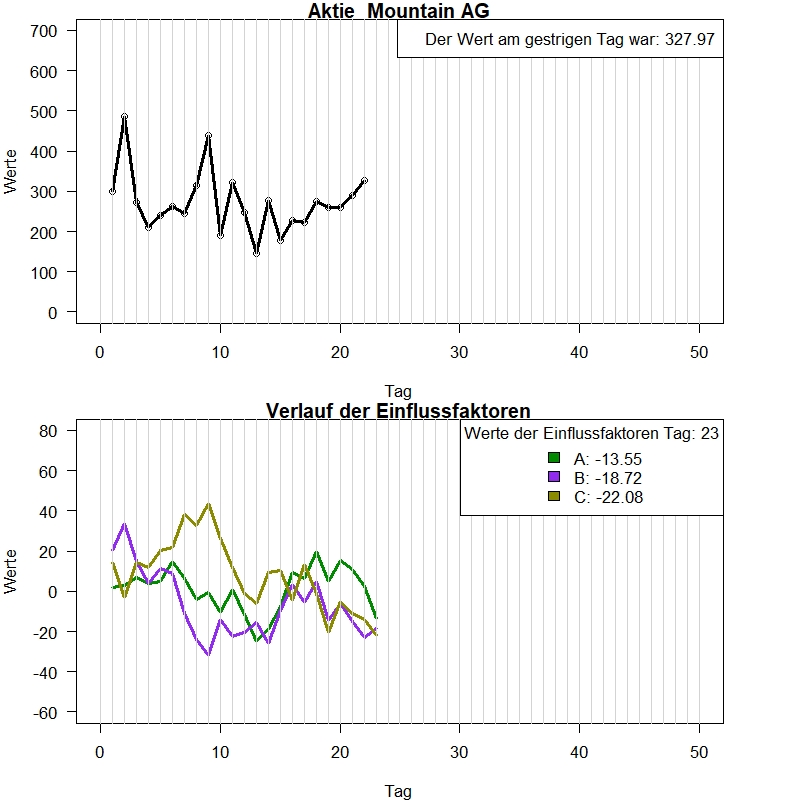 Aktie  Mountain AG
Der Wert am gestrigen Tag war: 327.97
Werte
700
600
500
400
300
200
100
0
0 10 20 30 40 50
Tag
Verlauf der Einflussfaktoren
Werte der Einflussfaktoren Tag: 23
A: -13.55
B: -18.72
C: -22.08
Werte
80
60
40
20
0
-20
-40
-60
0 10 20 30 40 50
Tag